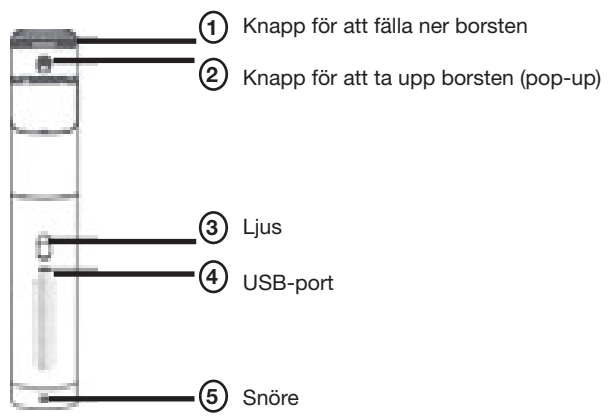 1 Knapp för att fälla ner borsten
2 Knapp för att ta upp borsten (pop-up)
3 Ljus
4 USB-port
5 Snöre